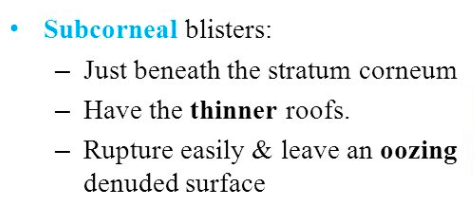 • Subcorneal blisters:
– Just beneath the stratum corneum
– Have the thinner roofs.
– Rupture easily & leave an oozing
denuded surface